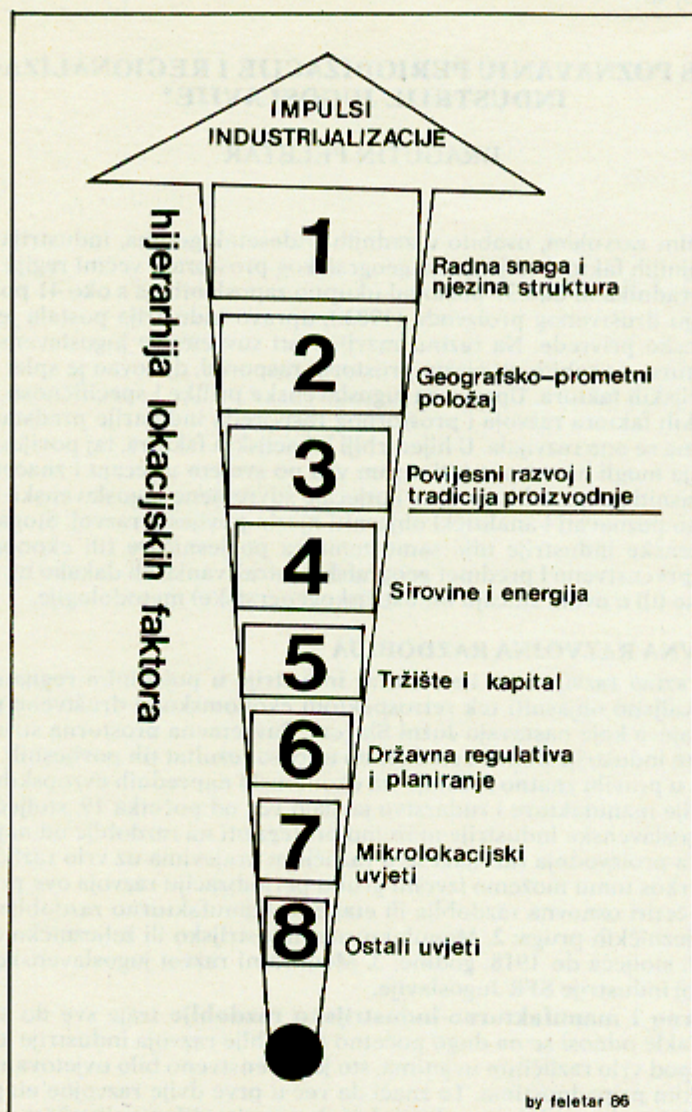 IMPULSI
INDUSTRIJALIZACIJE
hijerarhija lokacijskih faktora
1
Radna snaga i
njezina struktura
2
Geografsko–prometni
položaj
3
Povijesni razvoj i
tradicija proizvodnje
4
Sirovine i energija
5
Tržište i kapital
6
Državna regulativa
i planiranje
7
Mikrolokacijski
uvjeti
8
Ostali uvjeti
by feletar 86